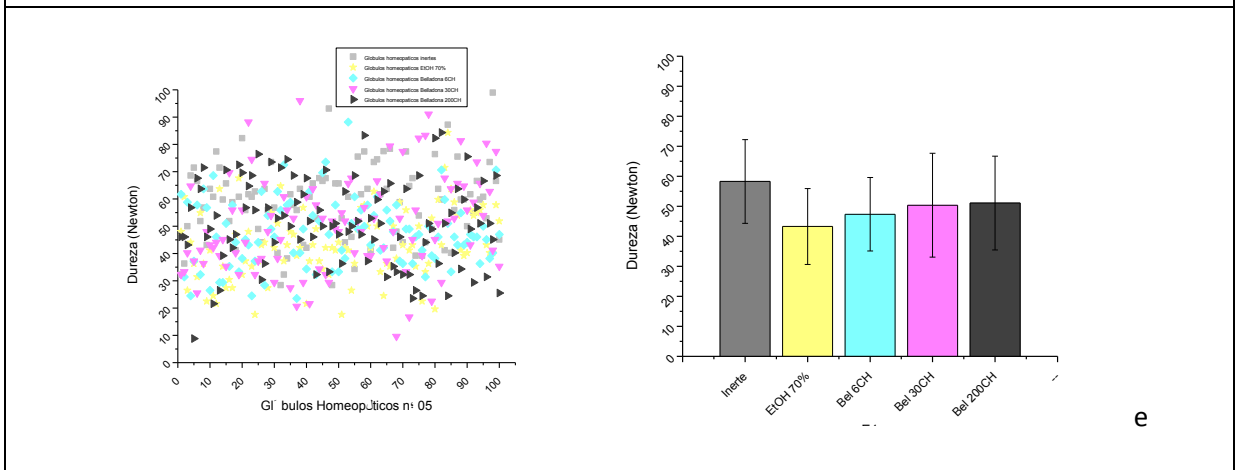 Globulos homeopaticos inertes
Globulos homeopaticos EtOH 70%
Globulos homeopaticos Belladona 6CH
Globulos homeopaticos Belladona 30CH
Globulos homeopaticos Belladona 200CH
100
90
80
70
60
50
40
30
20
10
0
Dureza (Newton)
0 10 20 30 40 50 60 70 80 90 100
nº 05
100
90
80
70
60
50
40
30
20
10
0
Dureza (Newton)
Inerte
EtOH 70%
Bel 6CH
Bel 30CH
Bel 200CH
--
e